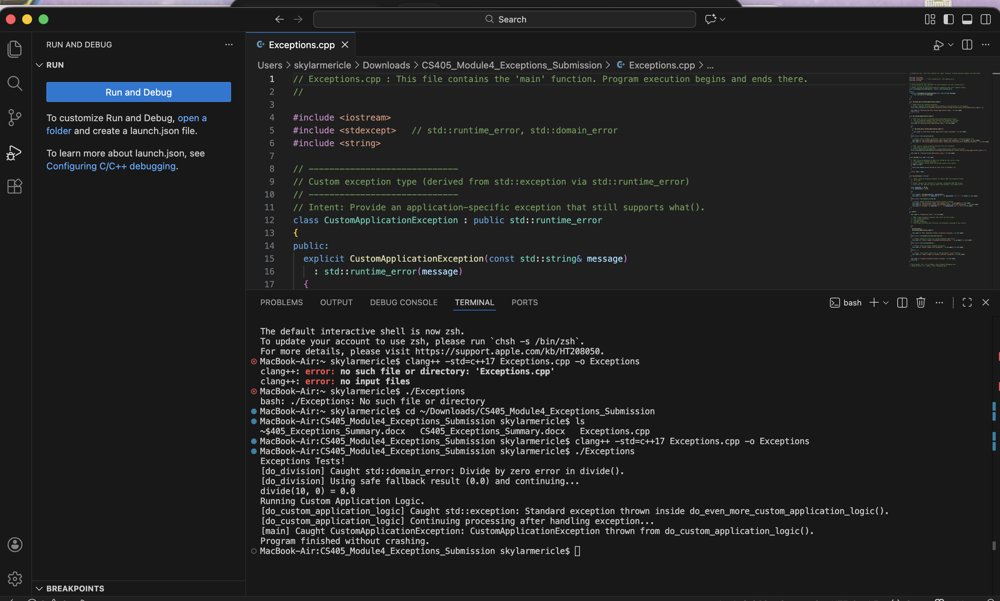 Search
RUN AND DEBUG
RUN
Run and Debug
To customize Run and Debug, open a
folder and create a launch.json file.
To learn more about launch.json, see
Configuring C/C++ debugging.
BREAKPOINTS
Exceptions.cpp
Users > skylarmericle > Downloads > CS405_Module4_Exceptions_Submission > Exceptions.cpp > ...
1 // Exceptions.cpp : This file contains the 'main' function. Program execution begins and ends there.
2 //
3
4 #include <iostream>
5 #include <stdexcept>   // std::runtime_error, std::domain_error
6 #include <string>
7
8 // -----------------------------
9 // Custom exception type (derived from std::exception via std::runtime_error)
10 // -----------------------------
11 // Intent: Provide an application-specific exception that still supports what().
12 class CustomApplicationException : public std::runtime_error
13 {
14 public:
15   explicit CustomApplicationException(const std::string& message)
16     : std::runtime_error(message)
17   {
PROBLEMS OUTPUT DEBUG CONSOLE TERMINAL PORTS
bash
The default interactive shell is now zsh.
To update your account to use zsh, please run `chsh -s /bin/zsh`.
For more details, please visit https://support.apple.com/kb/HT208050.
MacBook-Air:~ skylarmericle$ clang++ -std=c++17 Exceptions.cpp -o Exceptions
clang++: error: no such file or directory: 'Exceptions.cpp'
clang++: error: no input files
MacBook-Air:~ skylarmericle$ ./Exceptions
bash: ./Exceptions: No such file or directory
MacBook-Air:~ skylarmericle$ cd ~/Downloads/CS405_Module4_Exceptions_Submission
MacBook-Air:CS405_Module4_Exceptions_Submission skylarmericle$ ls
~$405_Exceptions_Summary.docx   CS405_Exceptions_Summary.docx   Exceptions.cpp
MacBook-Air:CS405_Module4_Exceptions_Submission skylarmericle$ clang++ -std=c++17 Exceptions.cpp -o Exceptions
MacBook-Air:CS405_Module4_Exceptions_Submission skylarmericle$ ./Exceptions
Exceptions Tests!
[do_division] Caught std::domain_error: Divide by zero error in divide().
[do_division] Using safe fallback result (0.0) and continuing...
divide(10, 0) = 0.0
Running Custom Application Logic.
[do_custom_application_logic] Caught std::exception: Standard exception thrown inside do_even_more_custom_application_logic().
[do_custom_application_logic] Continuing processing after handling exception...
[main] Caught CustomApplicationException: CustomApplicationException thrown from do_custom_application_logic().
Program finished without crashing.
MacBook-Air:CS405_Module4_Exceptions_Submission skylarmericle$